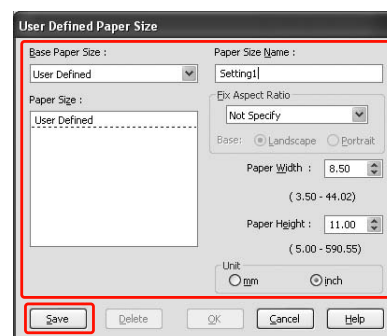 User Defined Paper Size
Base Paper Size :
User Defined
Paper Size :
User Defined
Paper Size Name :
Setting1
Fix Aspect Ratio
Not Specify
Base: Landscape Portrait
Paper Width : 8.50
( 3.50 - 44.02)
Paper Height : 11.00
( 5.00 - 590.55)
Unit
mm inch
Save Delete OK Cancel Help